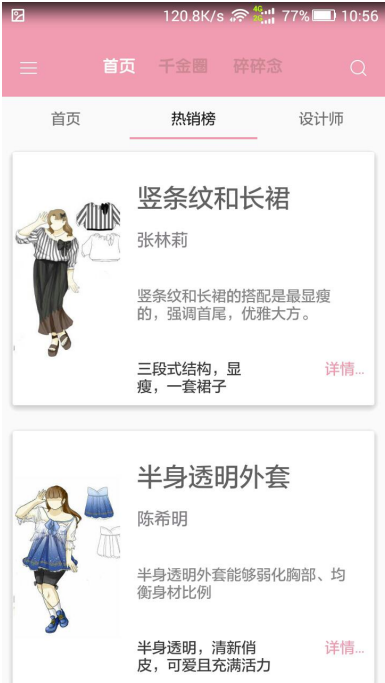 120.8K/s 4G 2G 77% 10:56
首页 千金圈 碎碎念
首页 热销榜 设计师
竖条纹和长裙
张林莉
竖条纹和长裙的搭配是最显瘦
的，强调首尾，优雅大方。
三段式结构，显 详情...
瘦，一套裙子
半身透明外套
陈希明
半身透明外套能够弱化胸部、均
衡身材比例
半身透明，清新俏 详情...
皮，可爱且充满活力